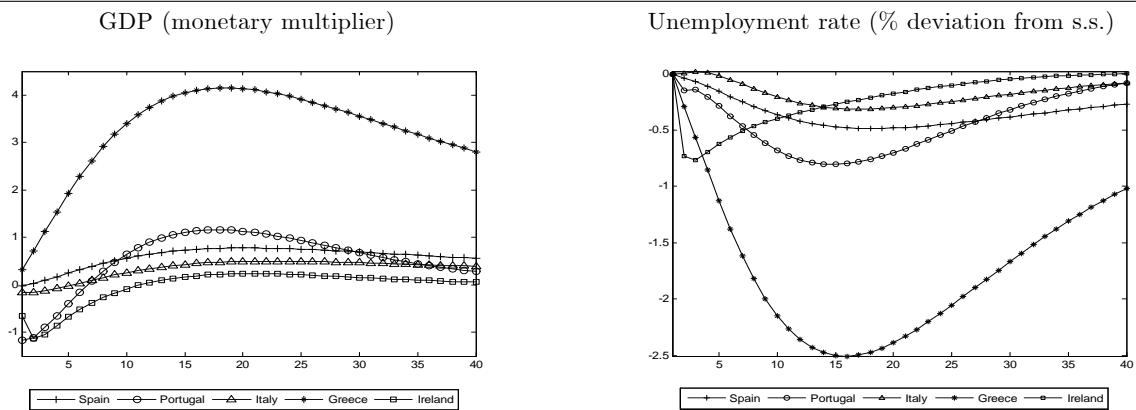 GDP (monetary multiplier)
4
3
2
1
0
-1
5 10 15 20 25 30 35 40
Spain Portugal Italy Greece Ireland
Unemployment rate (% deviation from s.s.)
0
-0.5
-1
-1.5
-2
-2.5
5 10 15 20 25 30 35 40
Spain Portugal Italy Greece Ireland